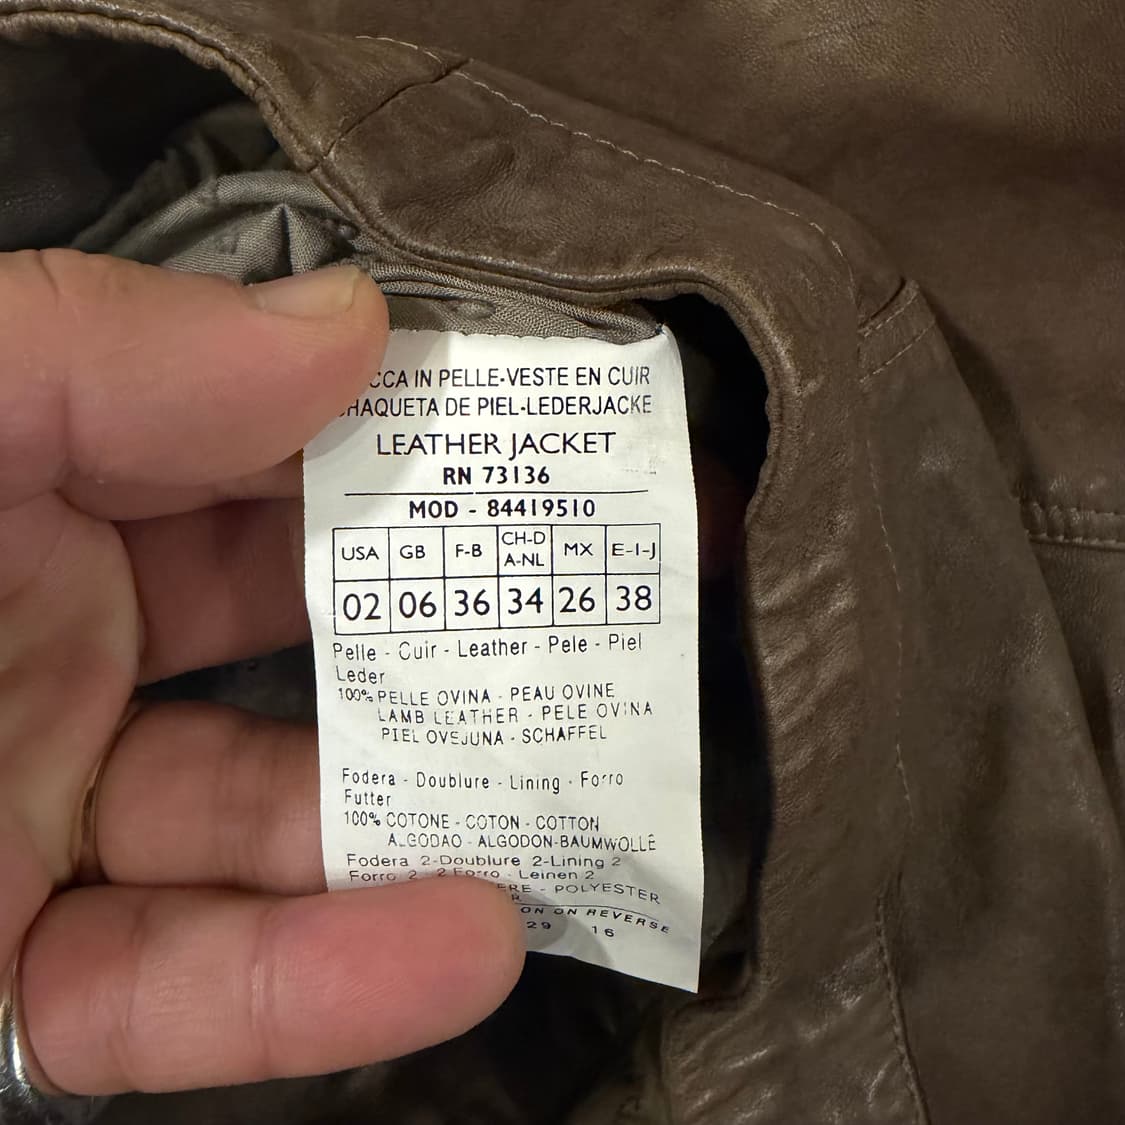 IN PELLE-VESTE EN CUIR
DE PIEL-LEDERJACKE
LEATHER JACKET
RN 73136
MOD - 84419510
USA GB F-B CH-D A-NL MX E-I-J
02 06 36 34 26 38
Pelle - Cuir - Leather - Pele - Piel
Leder
100% PELLE OVINA - PEAU OVINE
LAMB LEATHER - PELE OVINA
PIEL OVEJUNA - SCHAFFEL
Fodera - Doublure - Lining - Forro
Futter
100% COTONE - COTON - COTTON
ALGODAO - ALGODON-BAUMWOLLE
Fodera 2-Doublure 2-Lining 2
Forro 2 - 2 Forro - Leinen 2
- POLYESTER
ON REVERSE
29 16